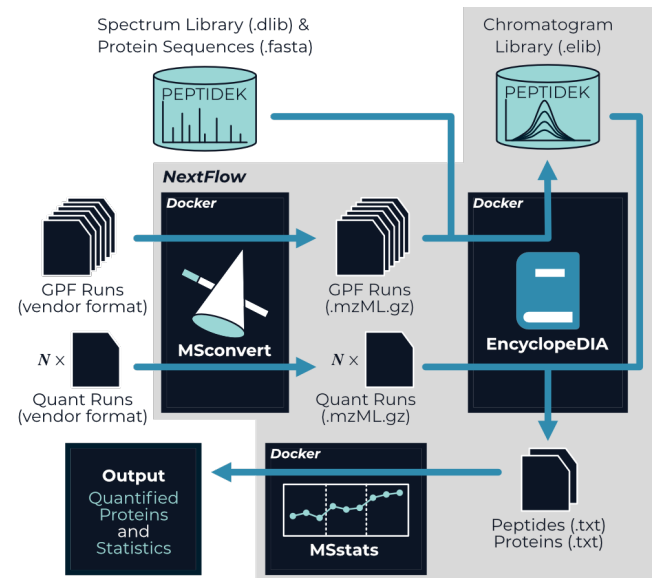 Spectrum Library (.dlib) &
Protein Sequences (.fasta)
PEPTIDEK
Chromatogram
Library (.elib)
PEPTIDEK
NextFlow
Docker
MSconvert
GPF Runs
(vendor format)
GPF Runs
(.mzML.gz)
Docker
EncyclopeDIA
N ×
Quant Runs
(vendor format)
N ×
Quant Runs
(.mzML.gz)
Output
Quantified
Proteins
and
Statistics
Docker
MSstats
Peptides (.txt)
Proteins (.txt)